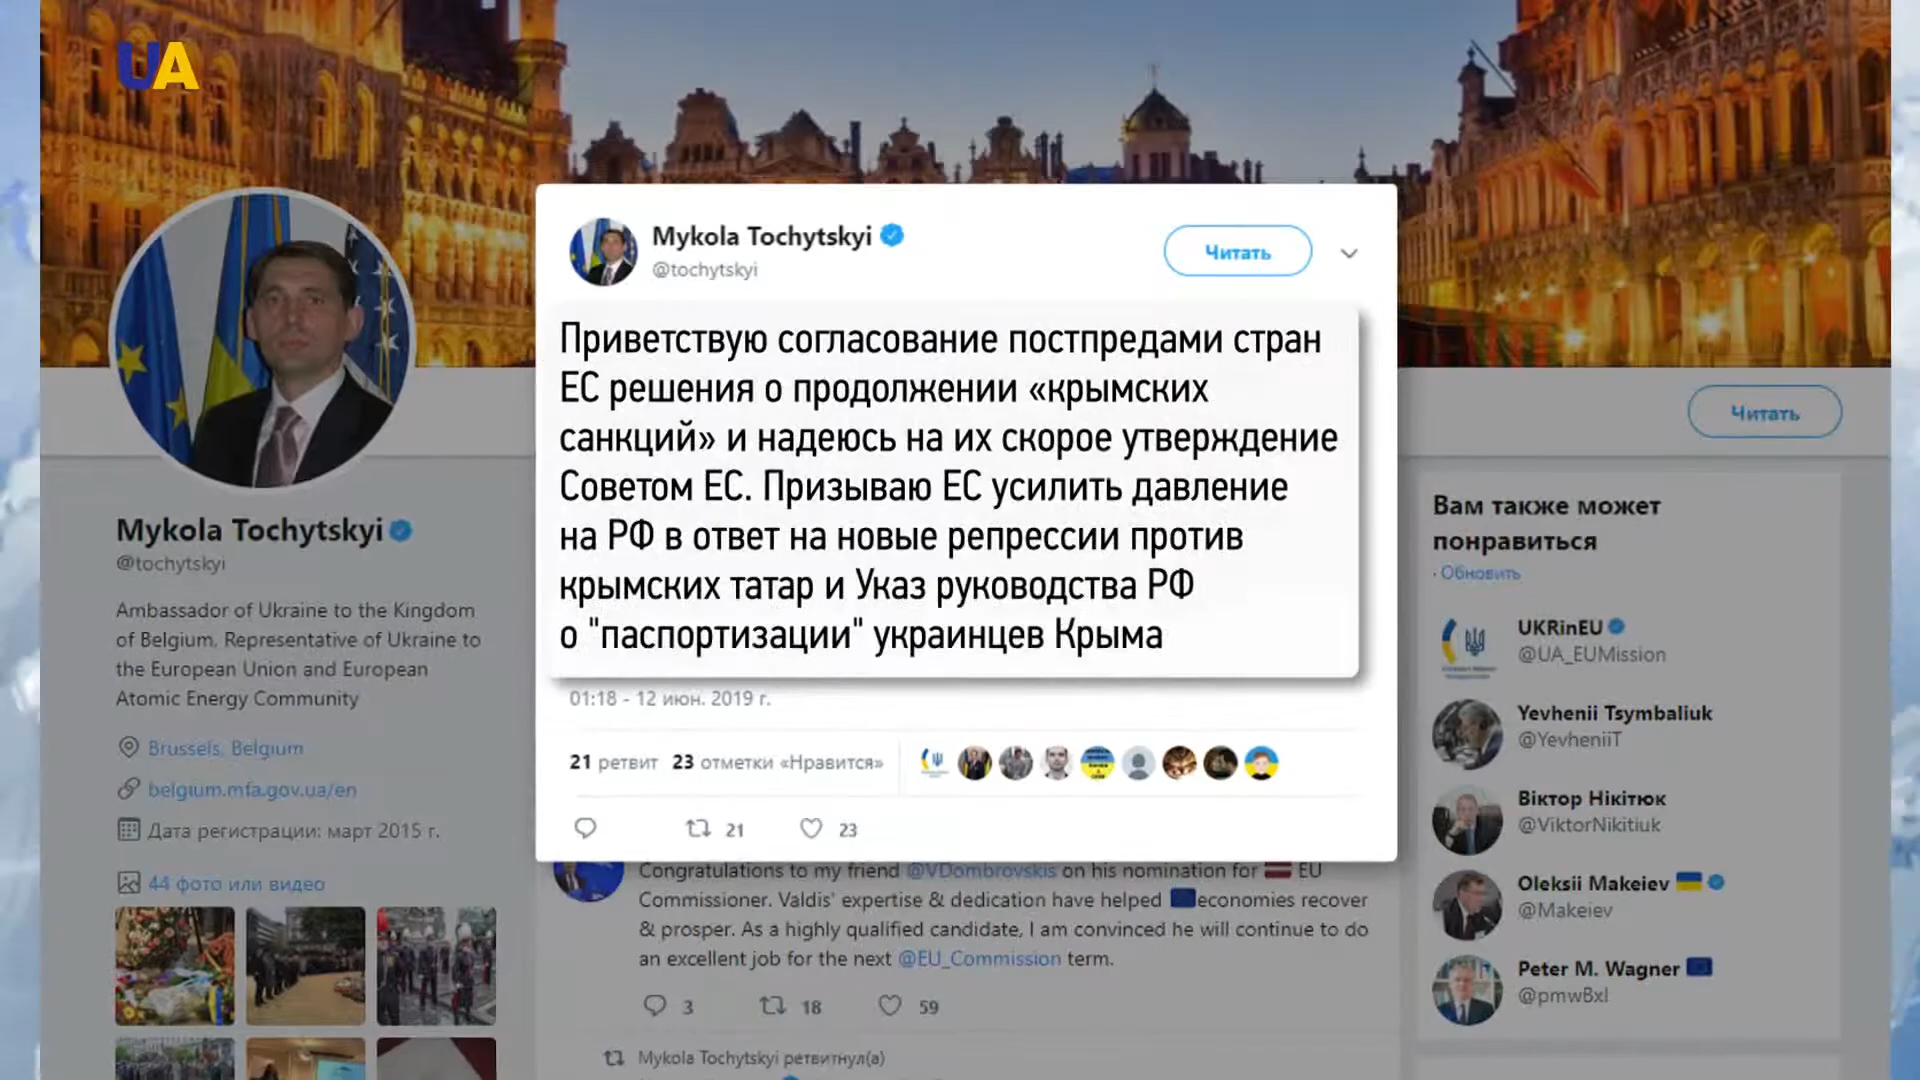 UA
Mykola Tochytskyi
@tochytskyi
Читать
Приветствую согласование постпредами стран
ЕС решения о продолжении «крымских
санкций» и надеюсь на их скорое утверждение
Советом ЕС. Призываю ЕС усилить давление
на РФ в ответ на новые репрессии против
крымских татар и Указ руководства РФ
о "паспортизации" украинцев Крыма
01:18 - 12 июн. 2019 г.
21 ретвит 23 отметки «Нравится»
21 23
Mykola Tochytskyi
@tochytskyi
Ambassador of Ukraine to the Kingdom
of Belgium, Representative of Ukraine to
the European Union and European
Atomic Energy Community
Brussels, Belgium
belgium.mfa.gov.ua/en
Дата регистрации: март 2015 г.
44 фото или видео
Congratulations to my friend @VDombrovskis on his nomination for EU
Commissioner. Valdis' expertise & dedication have helped economies recover
& prosper. As a highly qualified candidate, I am convinced he will continue to do
an excellent job for the next @EU_Commission term.
3 18 59
Mykola Tochytskyi ретвитнул(а)
Читать
Вам также может
понравиться
· Обновить
UKRinEU
@UA_EUMission
Yevhenii Tsymbaliuk
@YevheniiT
Віктор Нікітюк
@ViktorNikitiuk
Oleksii Makeiev
@Makeiev
Peter M. Wagner
@pmwBxl